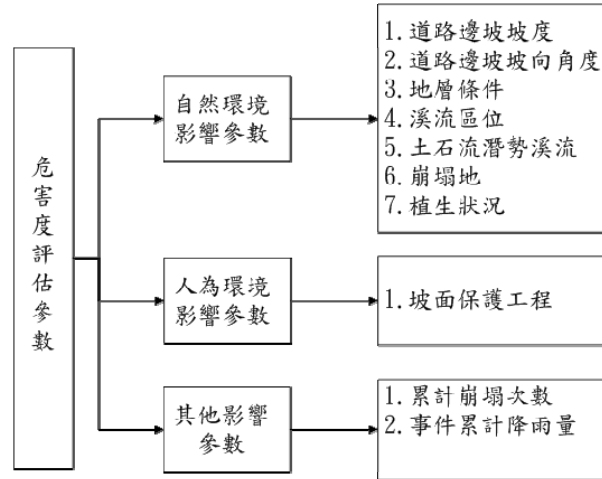 危害度評估參數
自然環境
影響參數
1.道路邊坡坡度
2.道路邊坡坡向角度
3.地層條件
4.溪流區位
5.土石流潛勢溪流
6.崩塌地
7.植生狀況
人為環境
影響參數
1.坡面保護工程
其他影響
參數
1.累計崩塌次數
2.事件累計降雨量